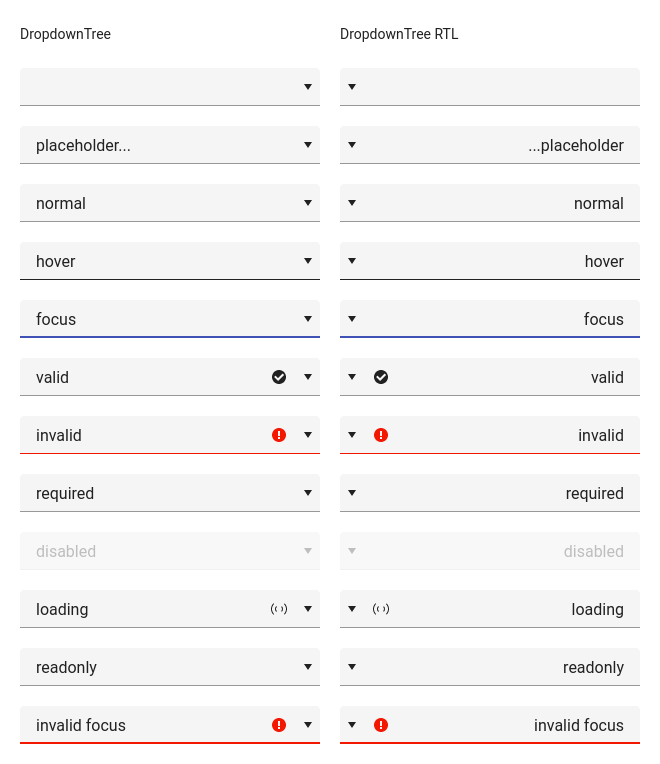 DropdownTree
DropdownTree RTL
placeholder...
...placeholder
normal
normal
hover
hover
focus
focus
valid
valid
invalid
invalid
required
required
disabled
disabled
loading
loading
readonly
readonly
invalid focus
invalid focus